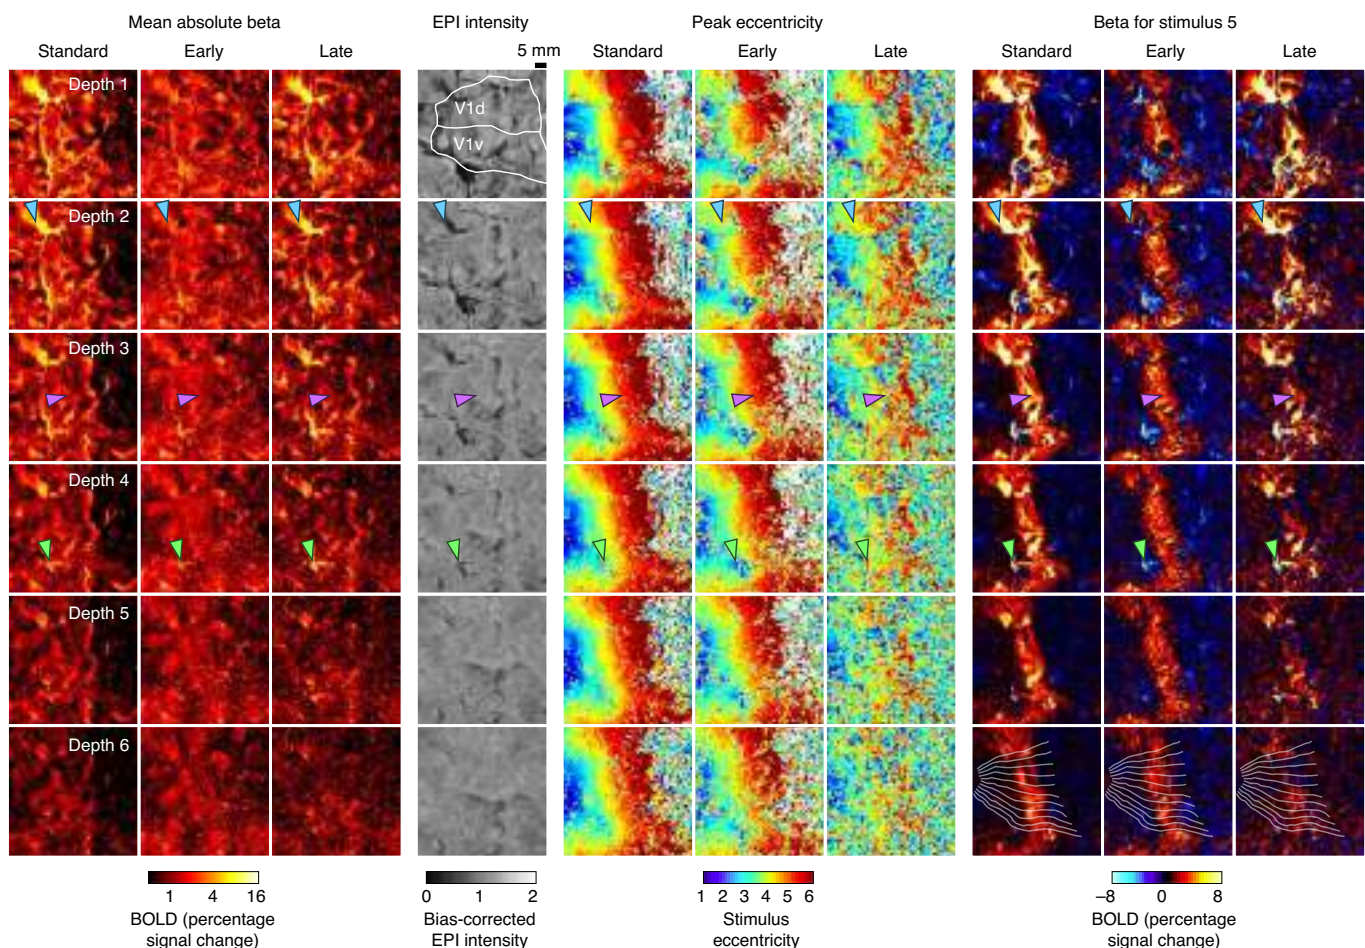 Mean absolute beta
EPI intensity
Peak eccentricity
Beta for stimulus 5
Standard
Early
Late
5 mm
Standard
Early
Late
Standard
Early
Late
Depth 1
V1d
V1v
Depth 2
Depth 3
Depth 4
Depth 5
Depth 6
1 4 16
BOLD (percentage
signal change)
0 1 2
Bias-corrected
EPI intensity
1 2 3 4 5 6
Stimulus
eccentricity
–8 0 8
BOLD (percentage
signal change)